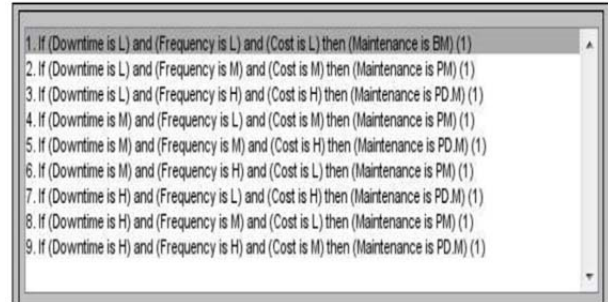 1. If (Downtime is L) and (Frequency is L) and (Cost is L) then (Maintenance is BM) (1)
2. If (Downtime is L) and (Frequency is M) and (Cost is M) then (Maintenance is PM) (1)
3. If (Downtime is L) and (Frequency is H) and (Cost is H) then (Maintenance is PD.M) (1)
4. If (Downtime is M) and (Frequency is L) and (Cost is M) then (Maintenance is PM) (1)
5. If (Downtime is M) and (Frequency is M) and (Cost is H) then (Maintenance is PD.M) (1)
6. If (Downtime is M) and (Frequency is H) and (Cost is L) then (Maintenance is PM) (1)
7. If (Downtime is H) and (Frequency is L) and (Cost is H) then (Maintenance is PD.M) (1)
8. If (Downtime is H) and (Frequency is M) and (Cost is L) then (Maintenance is PM) (1)
9. If (Downtime is H) and (Frequency is H) and (Cost is M) then (Maintenance is PD.M) (1)